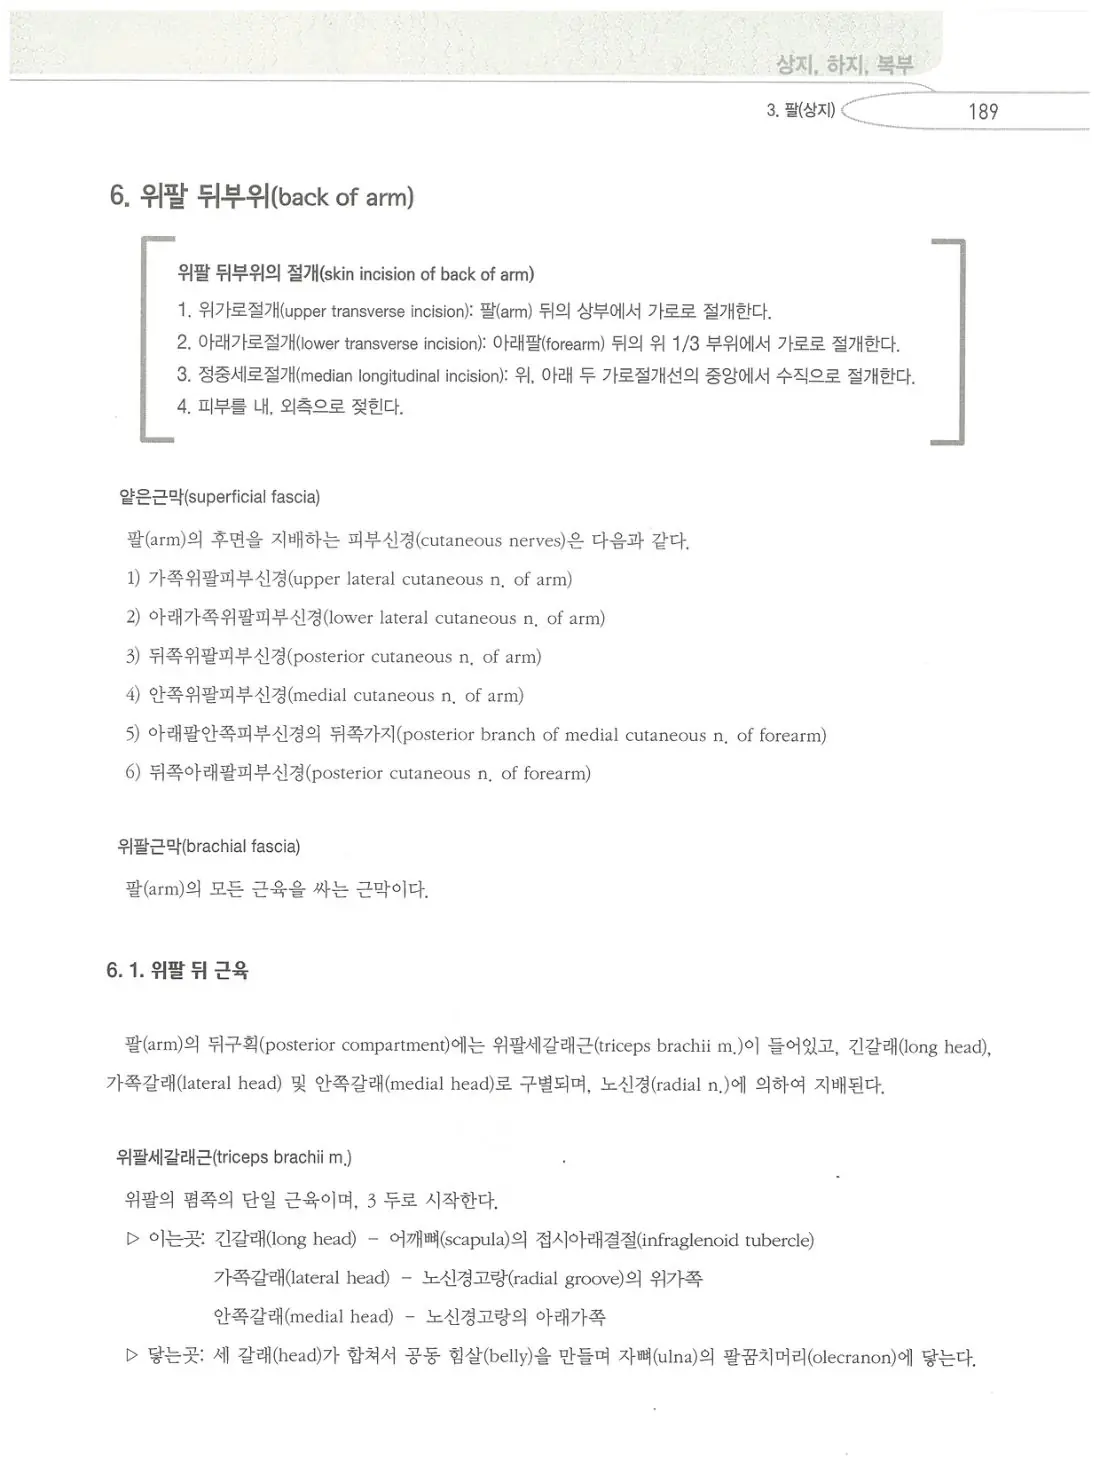 상지, 하지, 복부
3. 팔(상지)
189
6. 위팔 뒤부위(back of arm)
위팔 뒤부위의 절개(skin incision of back of arm)
1. 위가로절개(upper transverse incision): 팔(arm) 뒤의 상부에서 가로로 절개한다.
2. 아래가로절개(lower transverse incision): 아래팔(forearm) 뒤의 위 1/3 부위에서 가로로 절개한다.
3. 정중세로절개(median longitudinal incision): 위, 아래 두 가로절개선의 중앙에서 수직으로 절개한다.
4. 피부를 내, 외측으로 젖힌다.
얕은근막(superficial fascia)
팔(arm)의 후면을 지배하는 피부신경(cutaneous nerves)은 다음과 같다.
1) 가쪽위팔피부신경(upper lateral cutaneous n. of arm)
2) 아래가쪽위팔피부신경(lower lateral cutaneous n. of arm)
3) 뒤쪽위팔피부신경(posterior cutaneous n. of arm)
4) 안쪽위팔피부신경(medial cutaneous n. of arm)
5) 아래팔안쪽피부신경의 뒤쪽가지(posterior branch of medial cutaneous n. of forearm)
6) 뒤쪽아래팔피부신경(posterior cutaneous n. of forearm)
위팔근막(brachial fascia)
팔(arm)의 모든 근육을 싸는 근막이다.
6. 1. 위팔 뒤 근육
팔(arm)의 뒤구획(posterior compartment)에는 위팔세갈래근(triceps brachii m.)이 들어있고, 긴갈래(long head),
가쪽갈래(lateral head) 및 안쪽갈래(medial head)로 구별되며, 노신경(radial n.)에 의하여 지배된다.
위팔세갈래근(triceps brachii m.)
위팔의 폄쪽의 단일 근육이며, 3 두로 시작한다.
▷ 이는곳: 긴갈래(long head) - 어깨뼈(scapula)의 접시아래결절(infraglenoid tubercle)
가쪽갈래(lateral head) - 노신경고랑(radial groove)의 위가쪽
안쪽갈래(medial head) - 노신경고랑의 아래가쪽
▷ 닿는곳: 세 갈래(head)가 합쳐서 공동 힘살(belly)을 만들며 자뼈(ulna)의 팔꿈치머리(olecranon)에 닿는다.